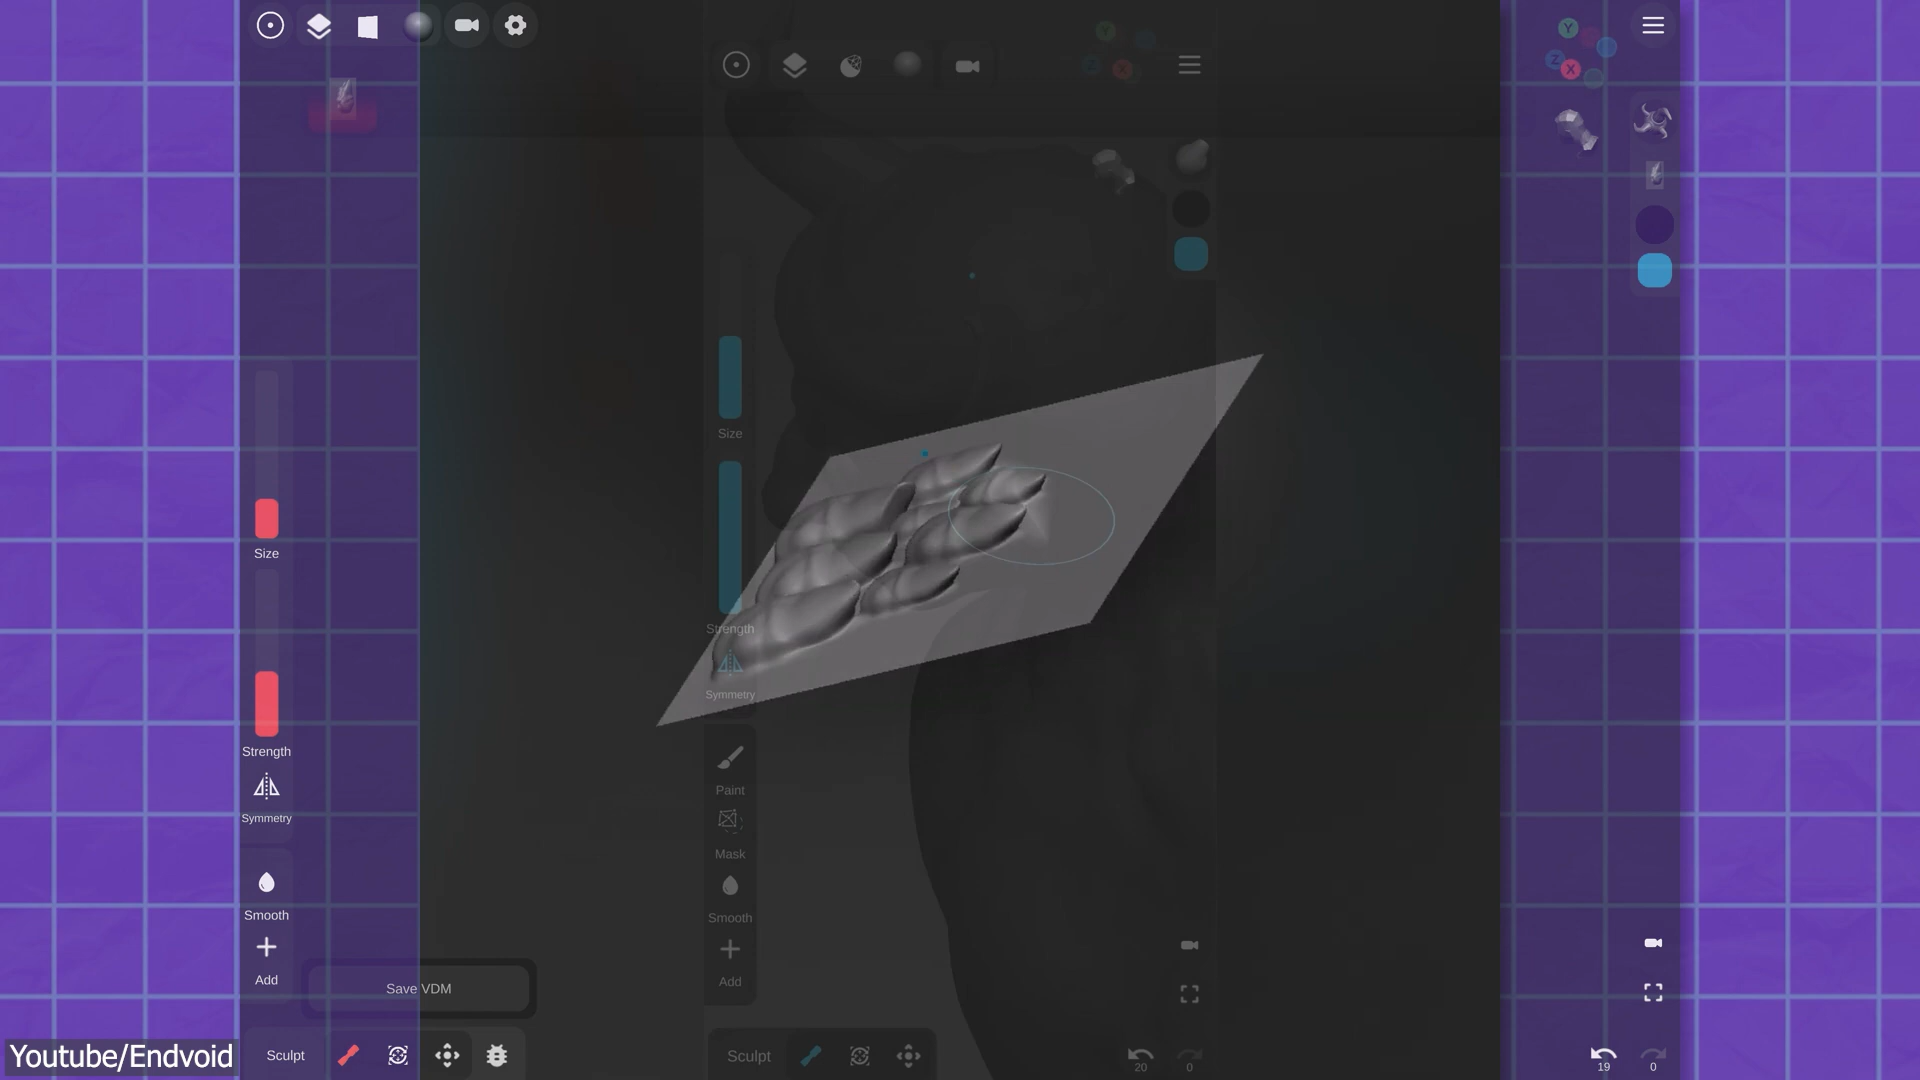 Y
Z
X
Y
Z
X
Size
Strength
Symmetry
Smooth
Add
Save VDM
Sculpt
Size
Strength
Symmetry
Paint
Mask
Smooth
Add
Sculpt
20
0
19
0
Youtube/Endvoid